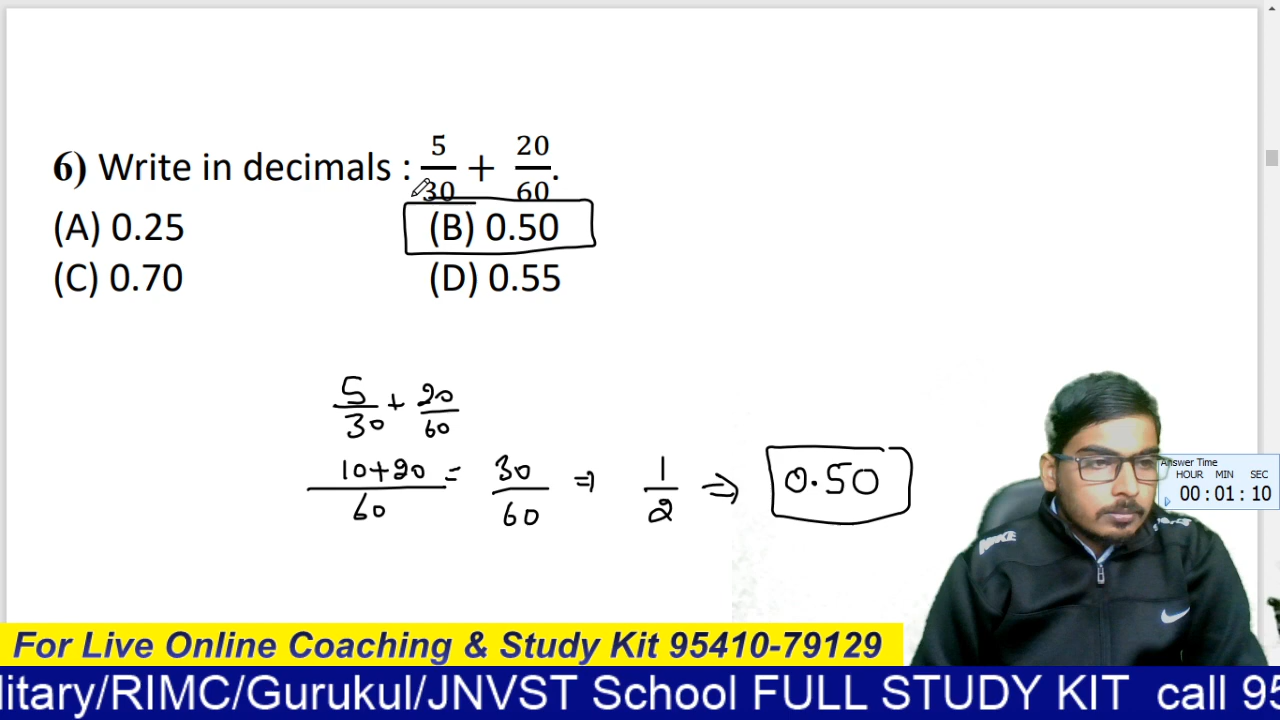 6) Write in decimals : 5/30 + 20/60.
(A) 0.25 (B) 0.50
(C) 0.70 (D) 0.55
5/30 + 20/60
10+20/60 = 30/60 ⇒ 1/2 ⇒ 0.50
Answer Time
HOUR MIN SEC
00:01:10
NIKE
For Live Online Coaching & Study Kit 95410-79129
litary/RIMC/Gurukul/JNVST School FULL STUDY KIT call 95